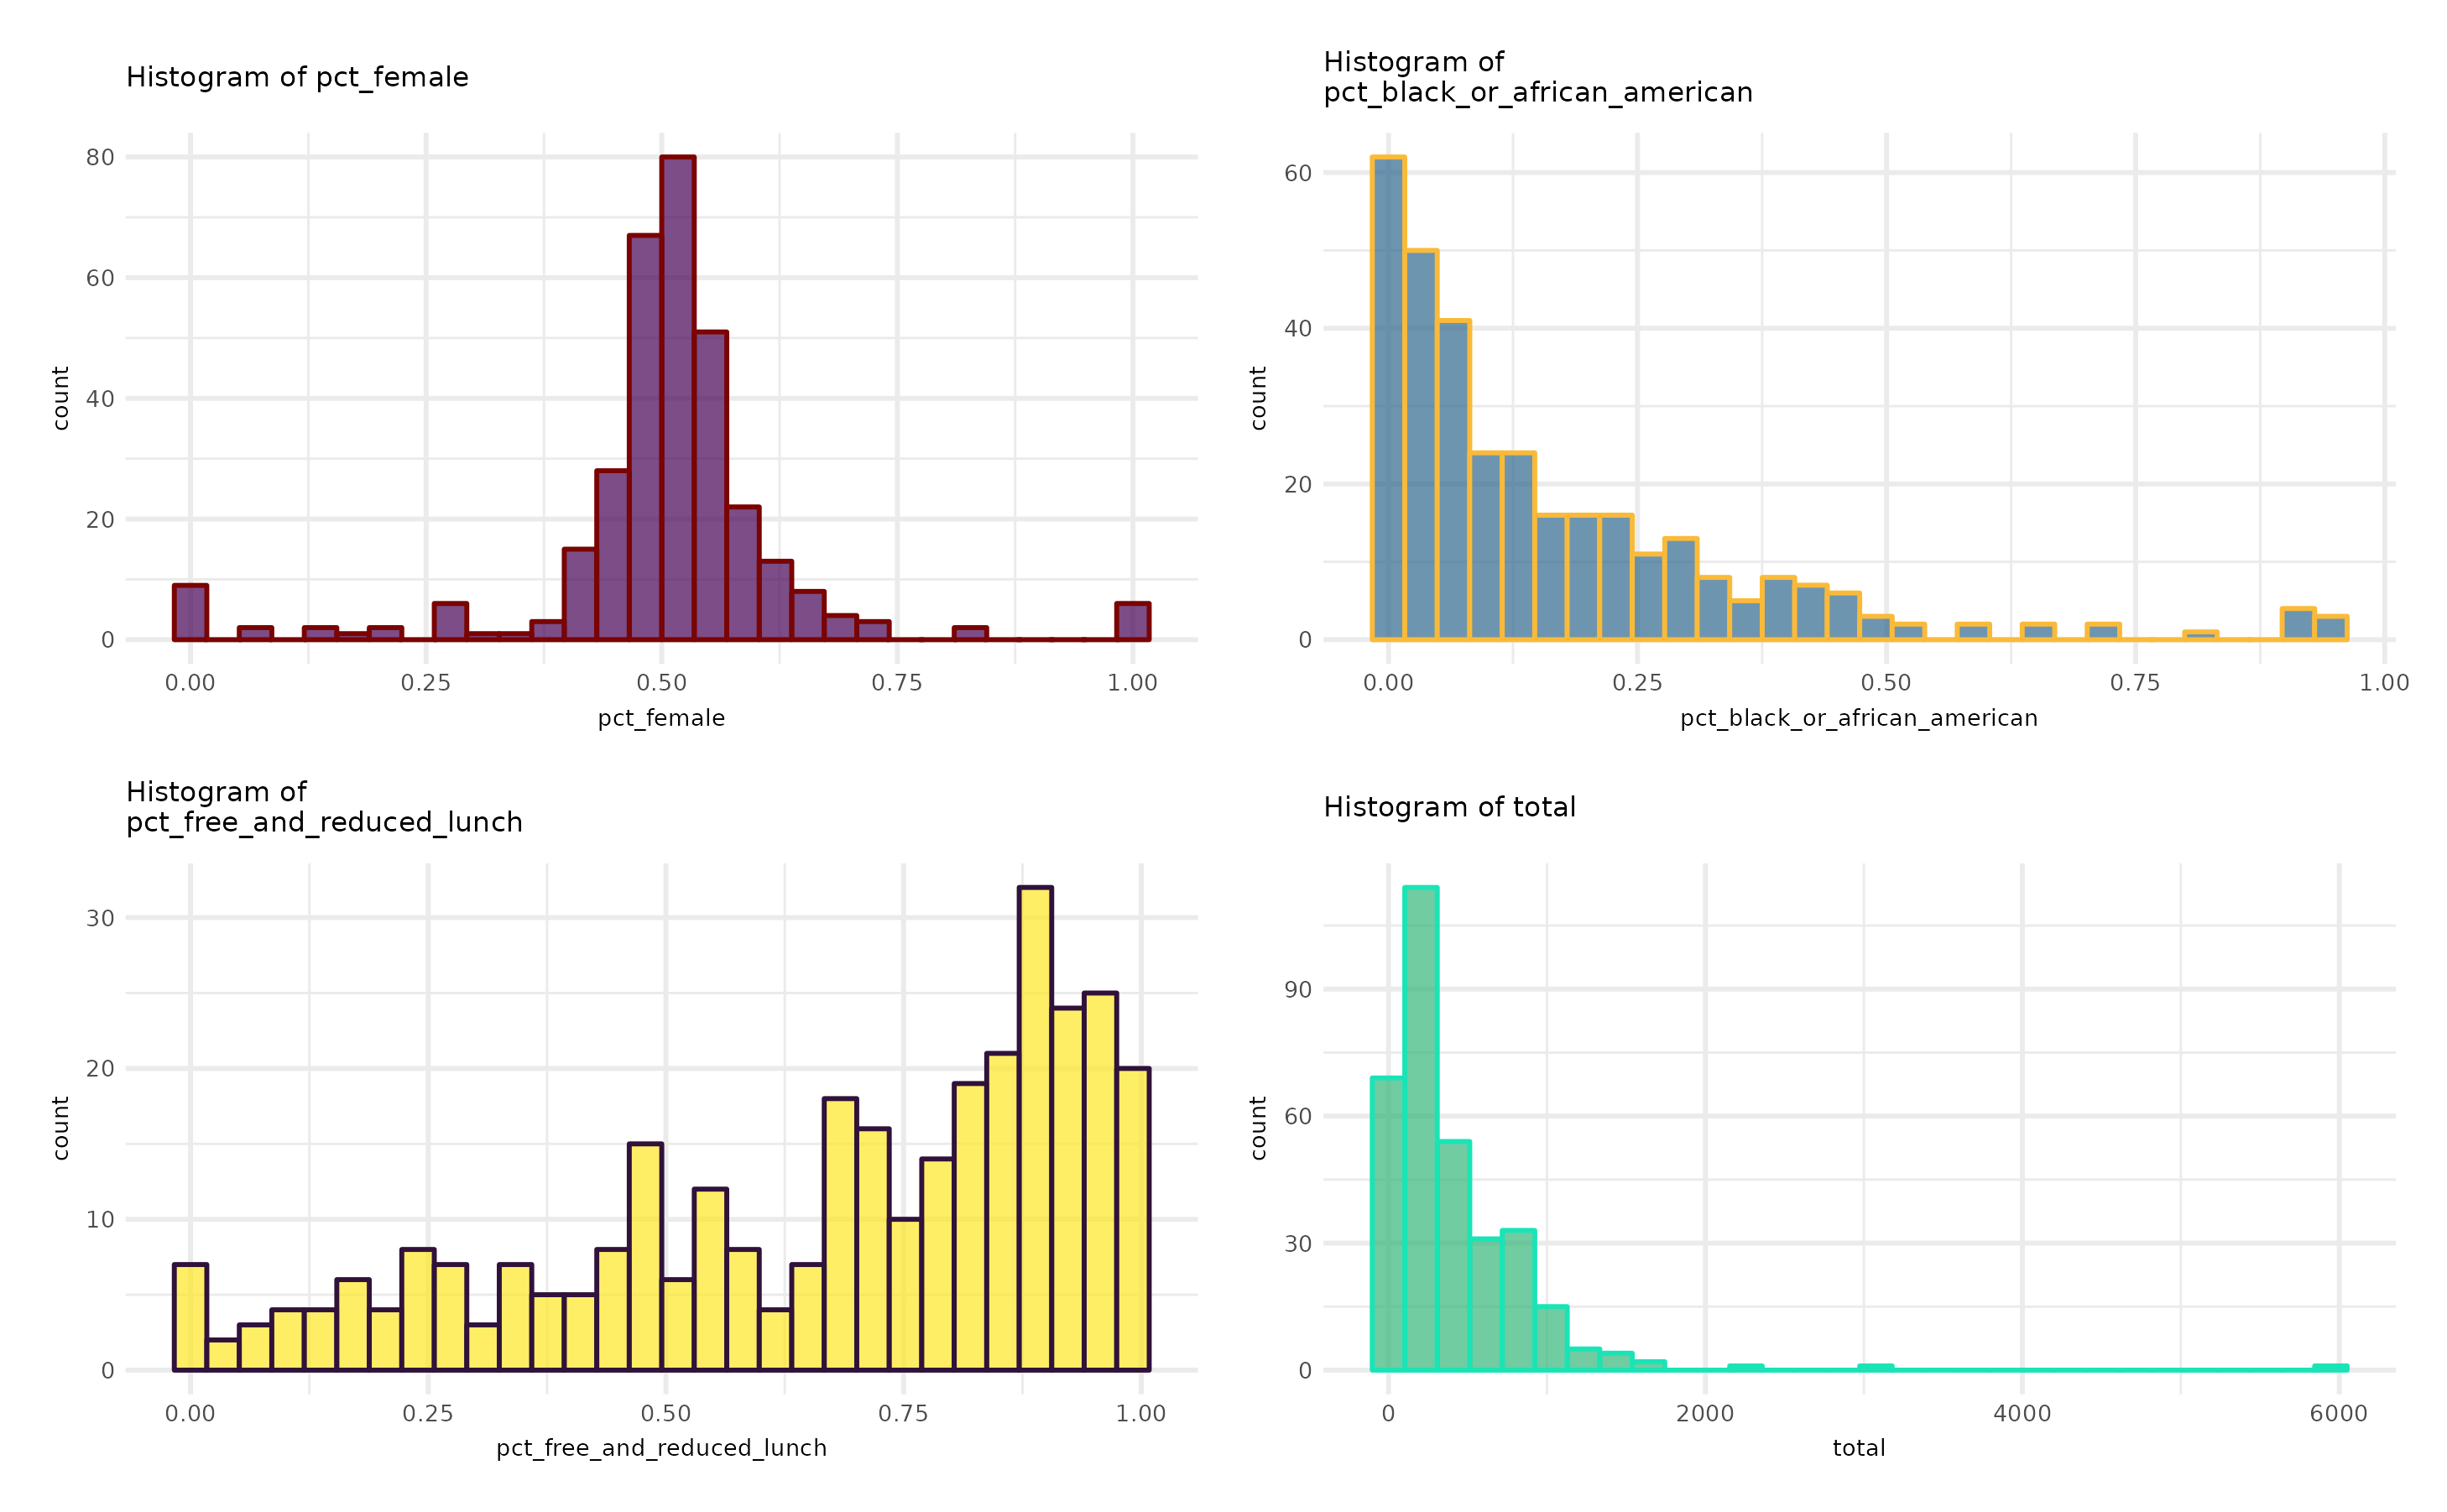 Histogram of pct_female
count
80
60
40
20
0
0.00 0.25 0.50 0.75 1.00
pct_female
Histogram of
pct_black_or_african_american
count
60
40
20
0
0.00 0.25 0.50 0.75 1.00
pct_black_or_african_american
Histogram of
pct_free_and_reduced_lunch
count
30
20
10
0
0.00 0.25 0.50 0.75 1.00
pct_free_and_reduced_lunch
Histogram of total
count
90
60
30
0
0 2000 4000 6000
total